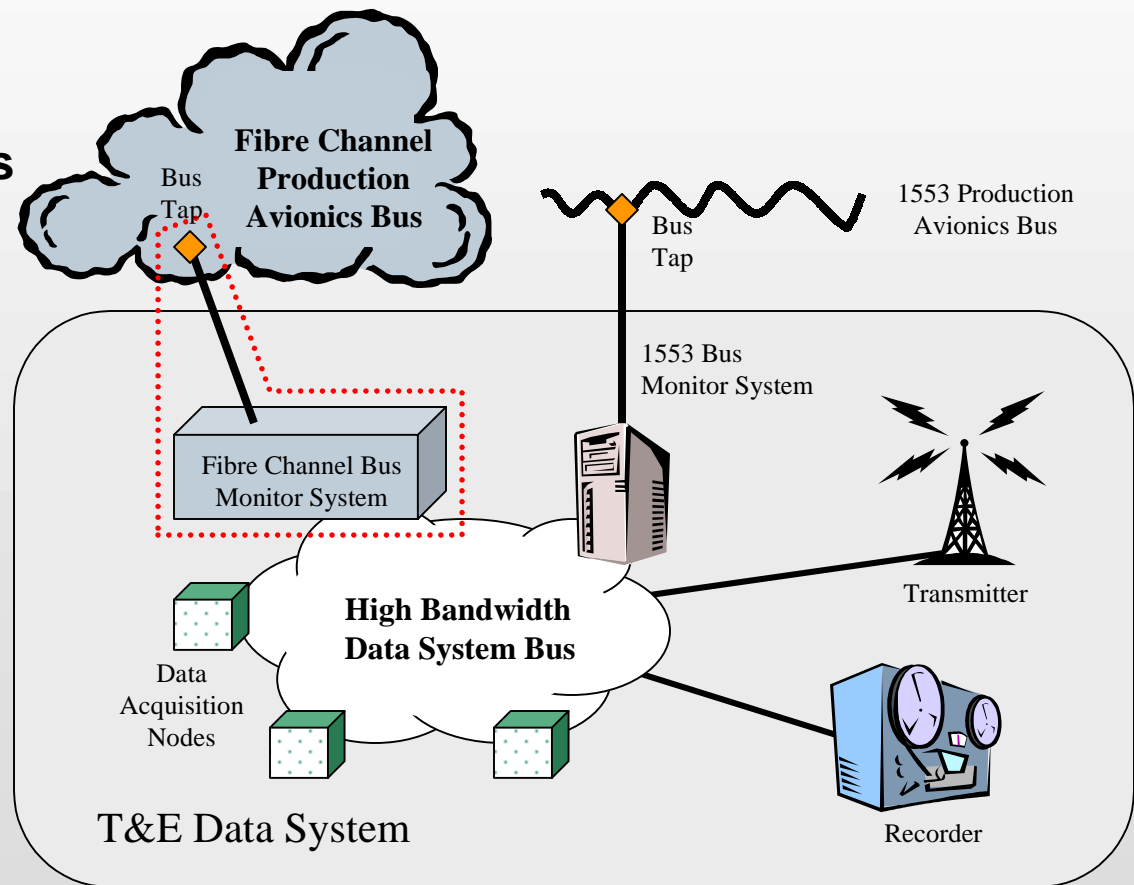 s
Fibre Channel
Production
Avionics Bus
Bus
Tap
1553 Production
Avionics Bus
Bus
Tap
1553 Bus
Monitor System
Fibre Channel Bus
Monitor System
Transmitter
High Bandwidth
Data System Bus
Data
Acquisition
Nodes
T&E Data System
Recorder